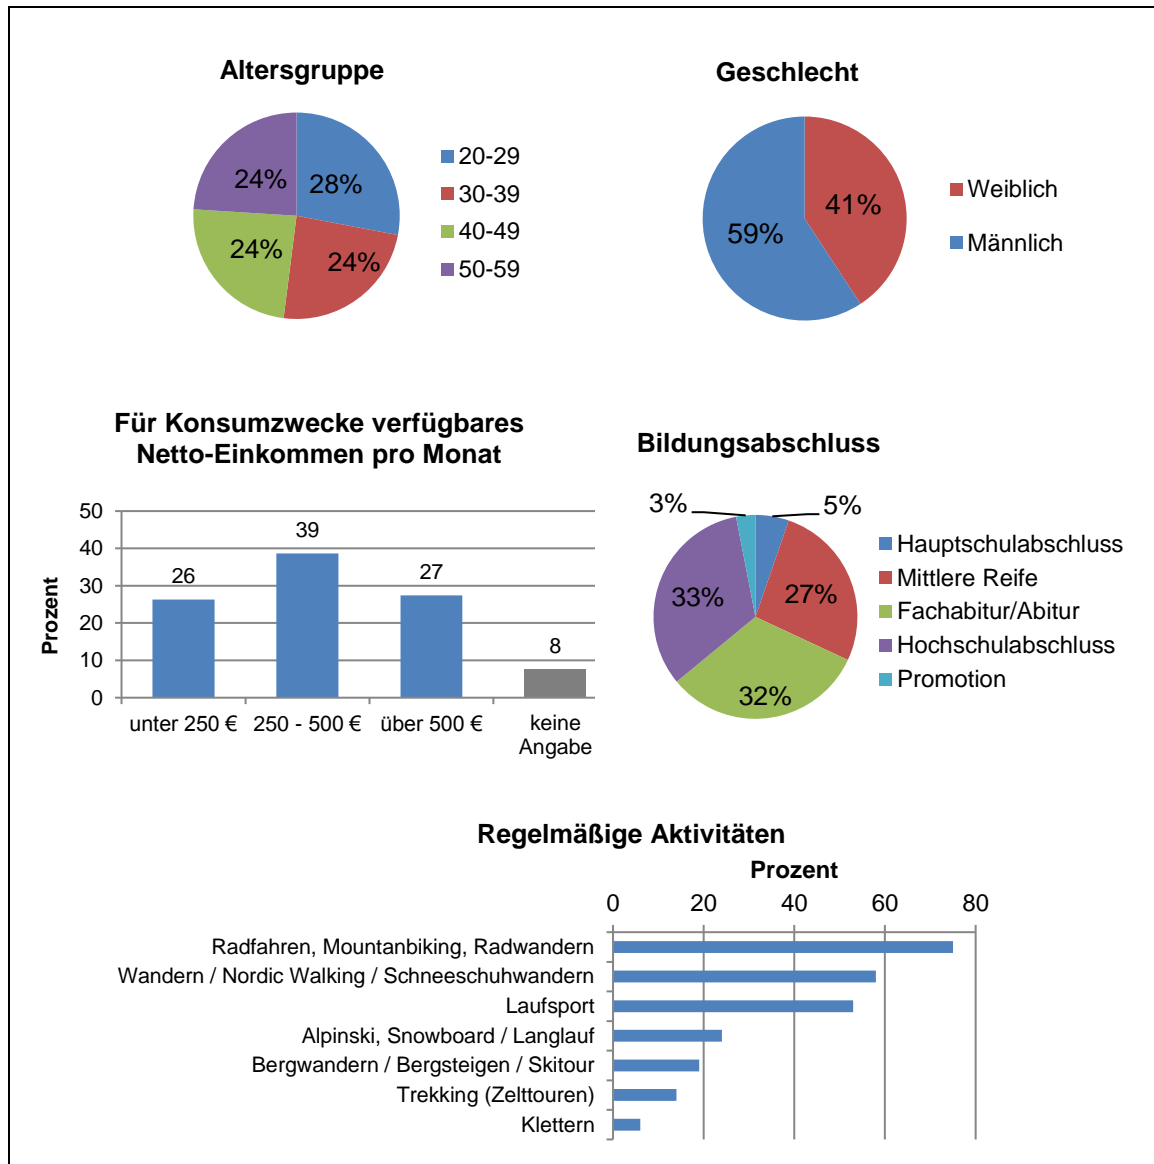 Altersgruppe
28%
24%
24%
24%
20-29
30-39
40-49
50-59
Geschlecht
41%
59%
Weiblich
Männlich
Für Konsumzwecke verfügbares
Netto-Einkommen pro Monat
Prozent
50
40
30
20
10
0
26
39
27
8
unter 250 €
250 - 500 €
über 500 €
keine
Angabe
Bildungsabschluss
3%
5%
27%
32%
33%
Hauptschulabschluss
Mittlere Reife
Fachabitur/Abitur
Hochschulabschluss
Promotion
Regelmäßige Aktivitäten
Prozent
0 20 40 60 80
Radfahren, Mountanbiking, Radwandern
Wandern / Nordic Walking / Schneeschuhwandern
Laufsport
Alpinski, Snowboard / Langlauf
Bergwandern / Bergsteigen / Skitour
Trekking (Zelttouren)
Klettern